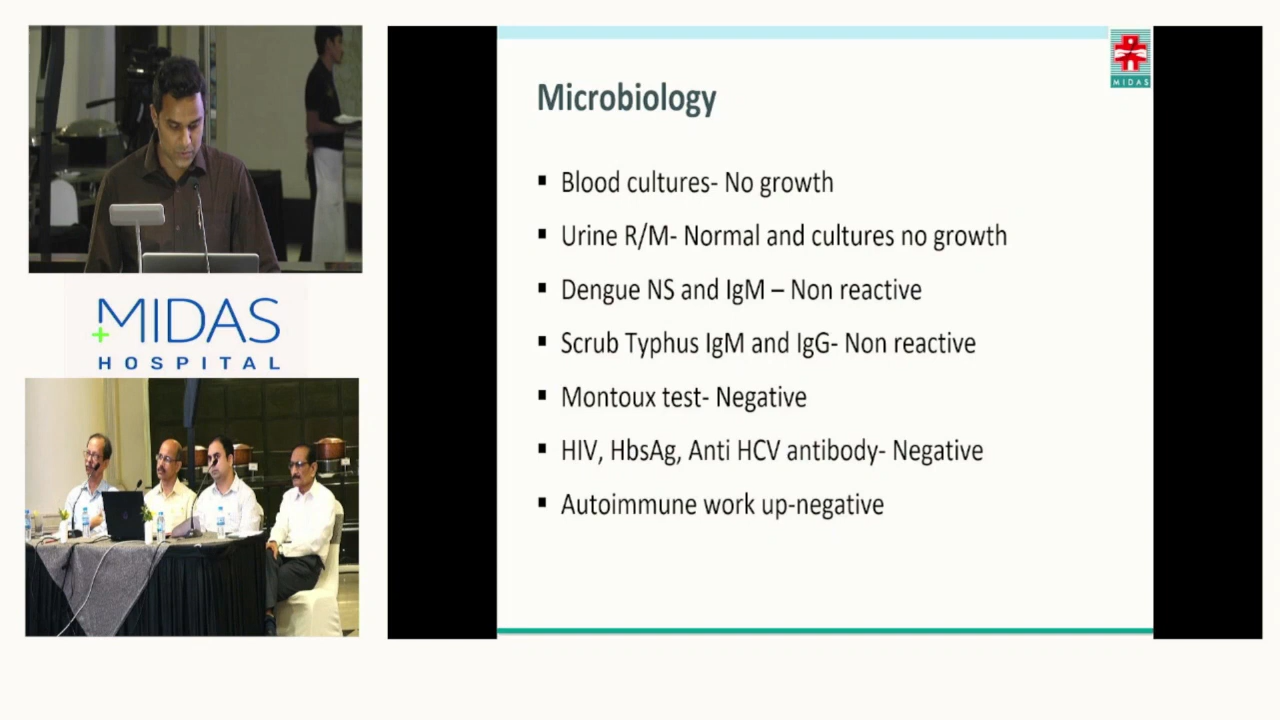 MIDAS
HOSPITAL
MIDAS
Microbiology
▪ Blood cultures- No growth
▪ Urine R/M- Normal and cultures no growth
▪ Dengue NS and IgM – Non reactive
▪ Scrub Typhus IgM and IgG- Non reactive
▪ Montoux test- Negative
▪ HIV, HbsAg, Anti HCV antibody- Negative
▪ Autoimmune work up-negative